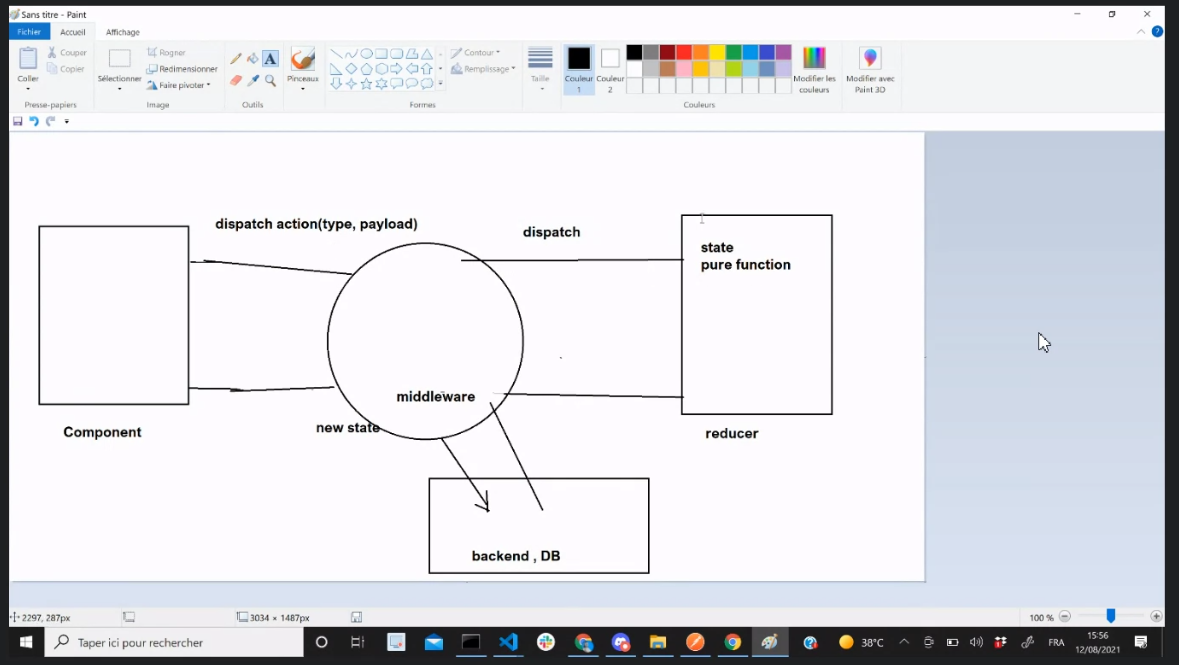 Sans titre - Paint
Fichier
Accueil
Affichage
Coller
Couper
Copier
Presse-papiers
Sélectionner
Rogner
Redimensionner
Faire pivoter
Image
A
Outils
Pinceaux
Formes
Contour
Remplissage
Taille
Couleur
1
Couleur
2
Couleurs
Modifier les
couleurs
Modifier avec
Paint 3D
dispatch action(type, payload)
dispatch
state
pure function
middleware
new state
Component
reducer
backend , DB
2297, 287px
3034 × 1487px
100 %
Taper ici pour rechercher
38°C
FRA
15:56
12/08/2021